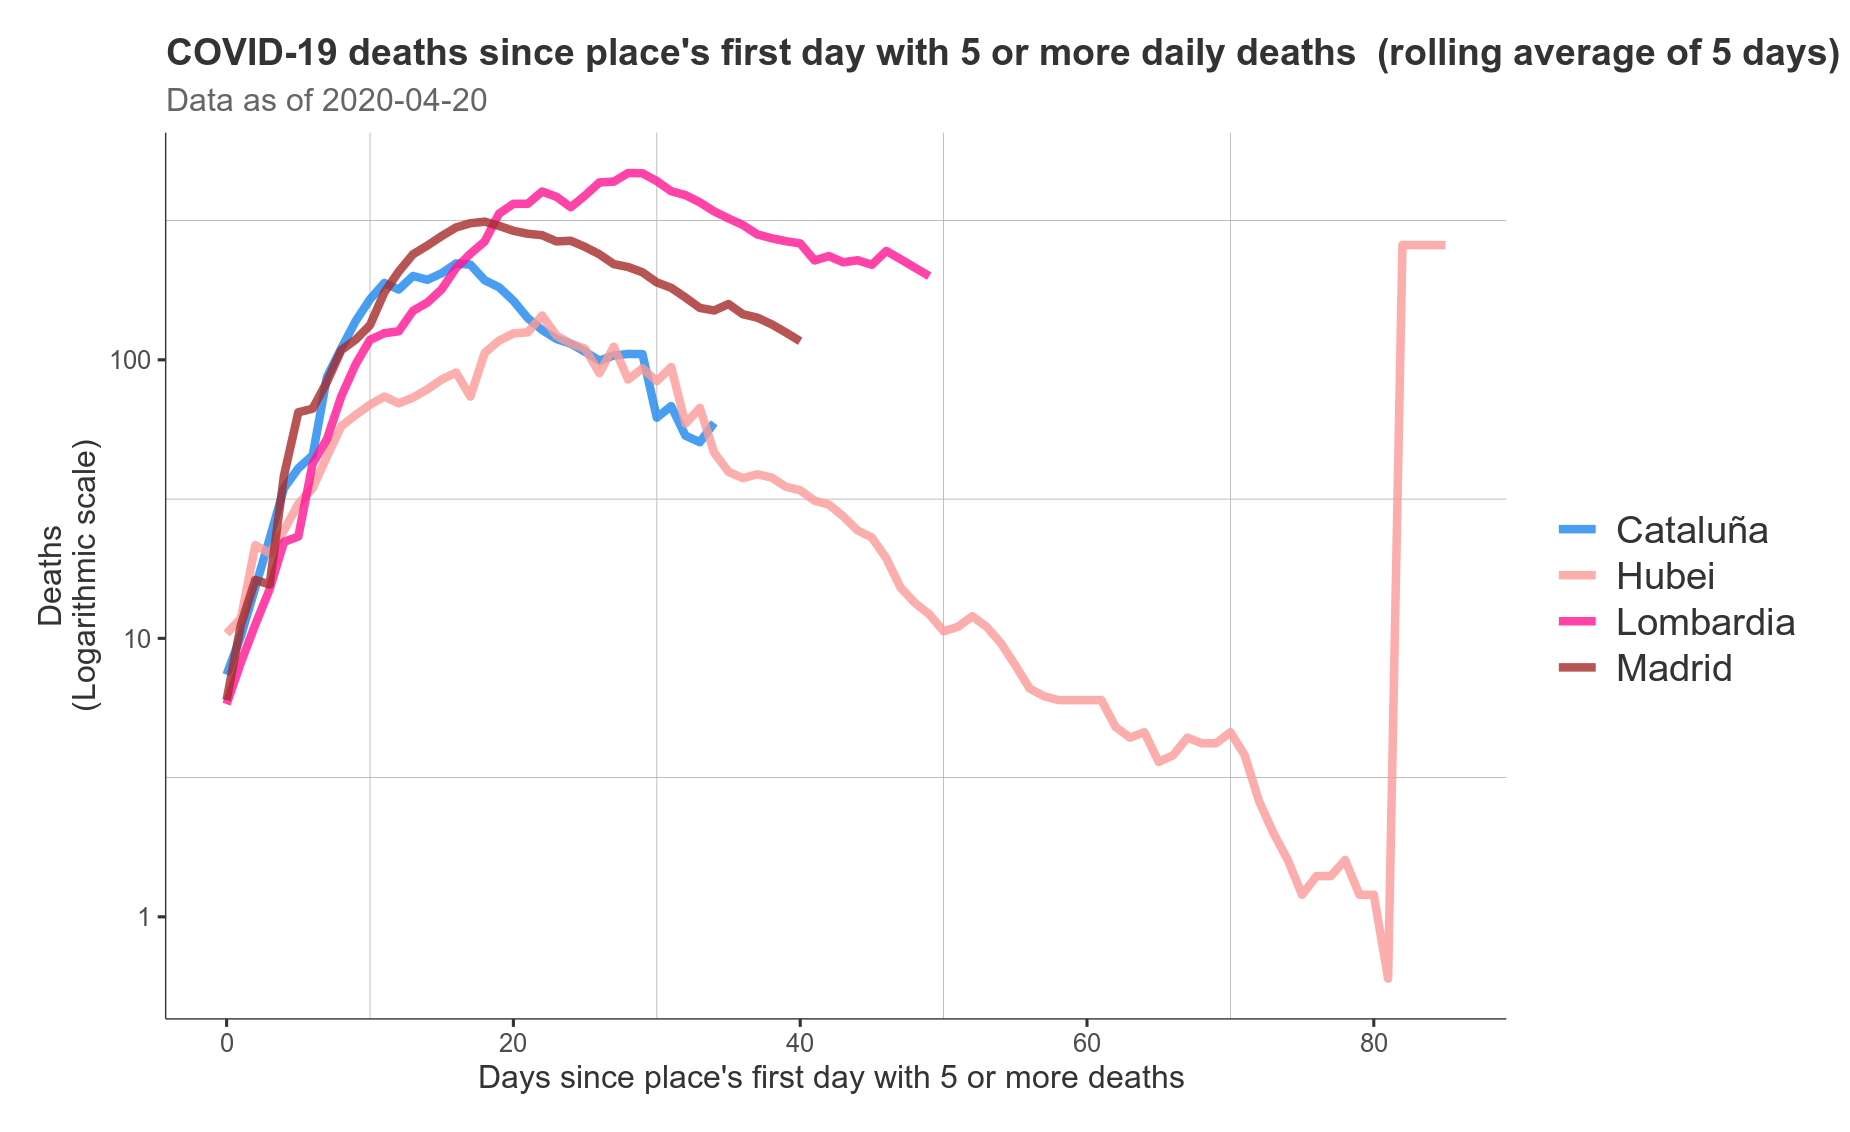 COVID-19 deaths since place's first day with 5 or more daily deaths  (rolling average of 5 days)
Data as of 2020-04-20
Deaths
(Logarithmic scale)
100
10
1
0 20 40 60 80
Days since place's first day with 5 or more deaths
Cataluña
Hubei
Lombardia
Madrid